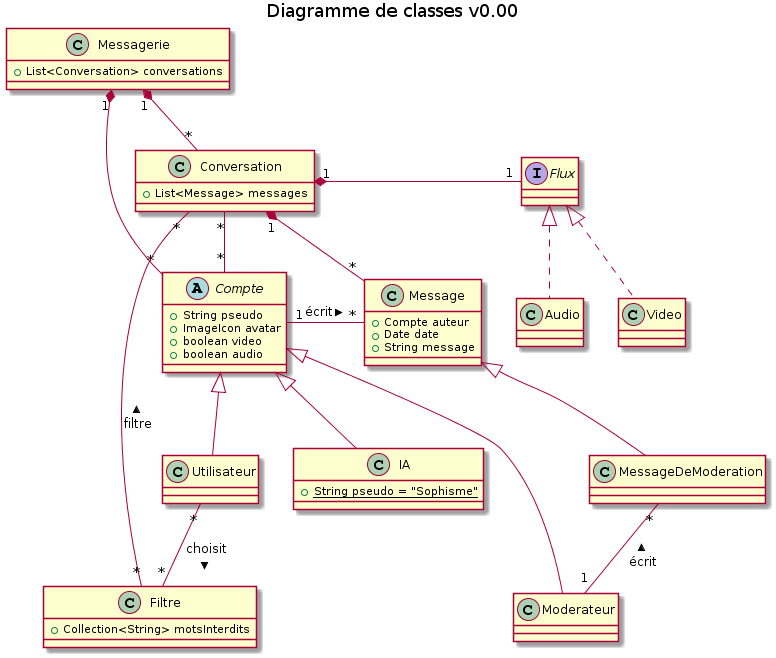 Diagramme de classes v0.00
C Messagerie
List<Conversation> conversations
1 1
*
C Conversation
List<Message> messages
1 1
I Flux
* * 1
* * *
A Compte
String pseudo
ImageIcon avatar
boolean video
boolean audio
1 écrit ► *
C Message
Compte auteur
Date date
String message
C Audio
C Video
▲
filtre
C Utilisateur
C IA
String pseudo = "Sophisme"
C MessageDeModeration
* *
choisit
▼
▲
écrit
* * 1
C Filtre
Collection<String> motsInterdits
C Moderateur